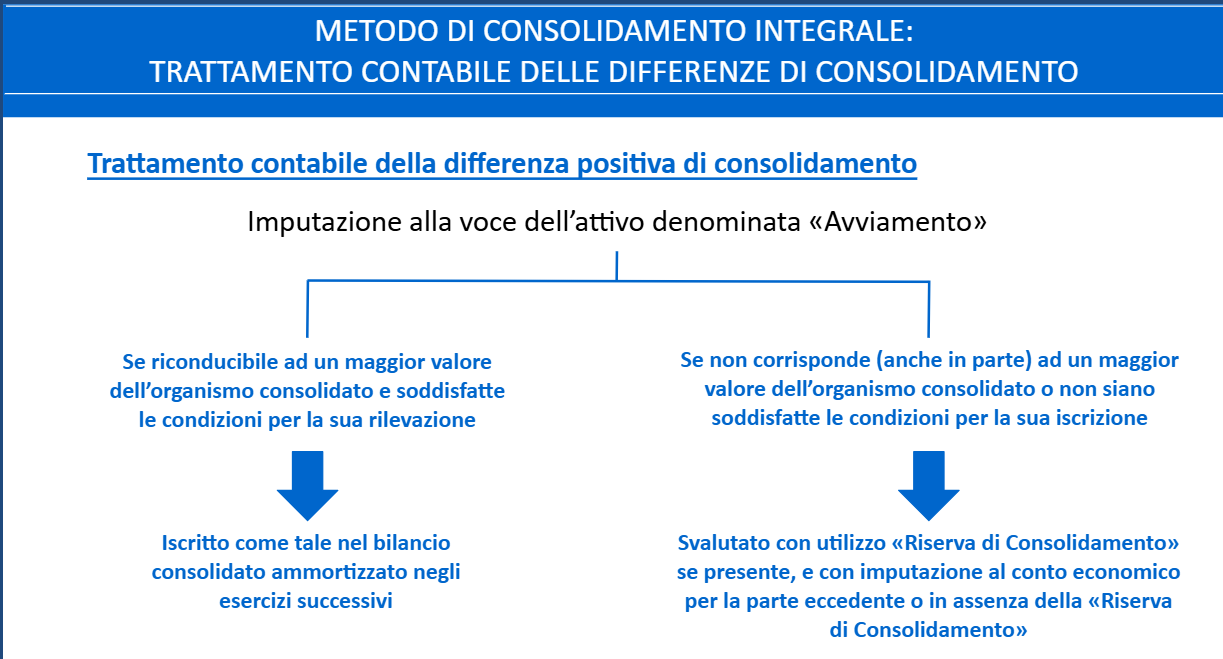 METODO DI CONSOLIDAMENTO INTEGRALE:
TRATTAMENTO CONTABILE DELLE DIFFERENZE DI CONSOLIDAMENTO
Trattamento contabile della differenza positiva di consolidamento
Imputazione alla voce dell’attivo denominata «Avviamento»
Se riconducibile ad un maggior valore
dell’organismo consolidato e soddisfatte
le condizioni per la sua rilevazione
Iscritto come tale nel bilancio
consolidato ammortizzato negli
esercizi successivi
Se non corrisponde (anche in parte) ad un maggior
valore dell’organismo consolidato o non siano
soddisfatte le condizioni per la sua iscrizione
Svalutato con utilizzo «Riserva di Consolidamento»
se presente, e con imputazione al conto economico
per la parte eccedente o in assenza della «Riserva
di Consolidamento»